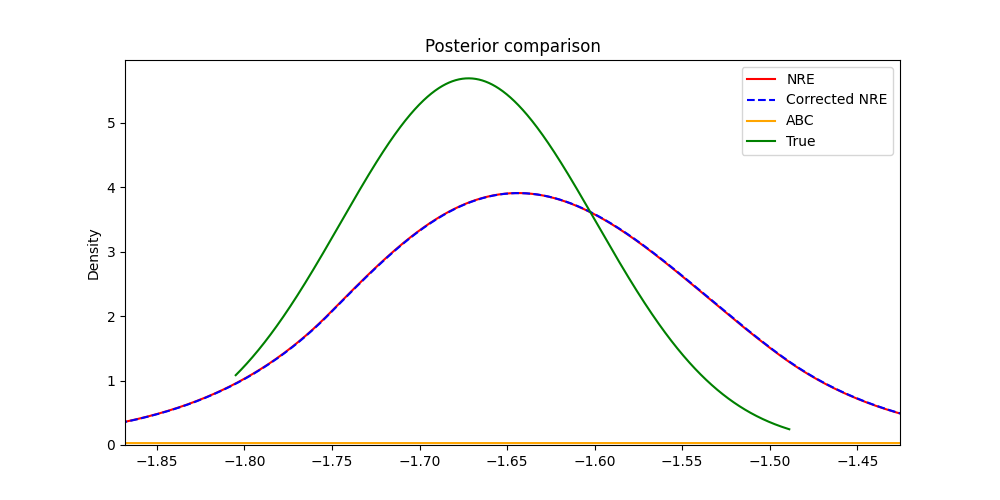 Posterior comparison
NRE
Corrected NRE
ABC
True
Density
5
4
3
2
1
0
−1.85 −1.80 −1.75 −1.70 −1.65 −1.60 −1.55 −1.50 −1.45